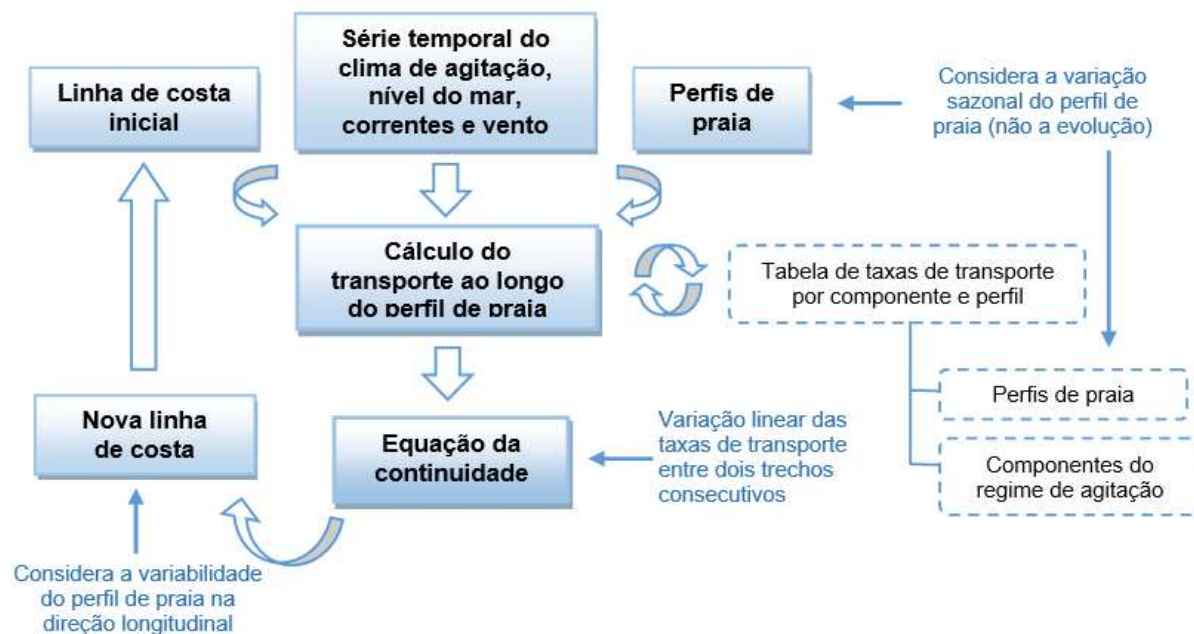 Série temporal do
clima de agitação,
nível do mar,
correntes e vento
Linha de costa
inicial
Perfis de
praia
Considera a variação
sazonal do perfil de
praia (não a evolução)
Cálculo do
transporte ao longo
do perfil de praia
Tabela de taxas de transporte
por componente e perfil
Perfis de praia
Componentes do
regime de agitação
Nova linha
de costa
Equação da
continuidade
Variação linear das
taxas de transporte
entre dois trechos
consecutivos
Considera a variabilidade
do perfil de praia na
direção longitudinal